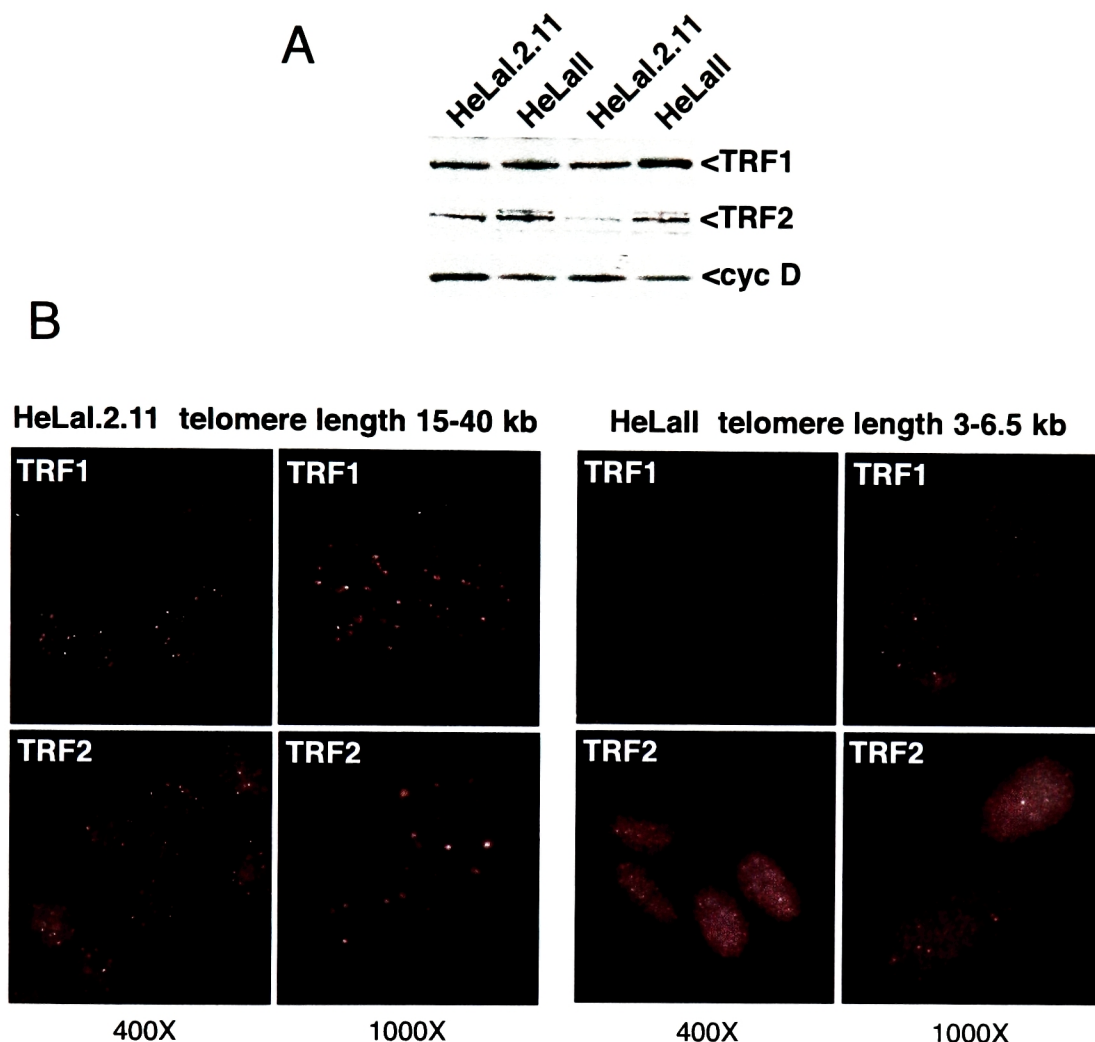 A
HeLaI.2.11
HeLaII
HeLaI.2.11
HeLaII
<TRF1
<TRF2
<cyc D
B
HeLaI.2.11 telomere length 15-40 kb
HeLaII telomere length 3-6.5 kb
TRF1
TRF1
TRF1
TRF1
TRF2
TRF2
TRF2
TRF2
400X
1000X
400X
1000X